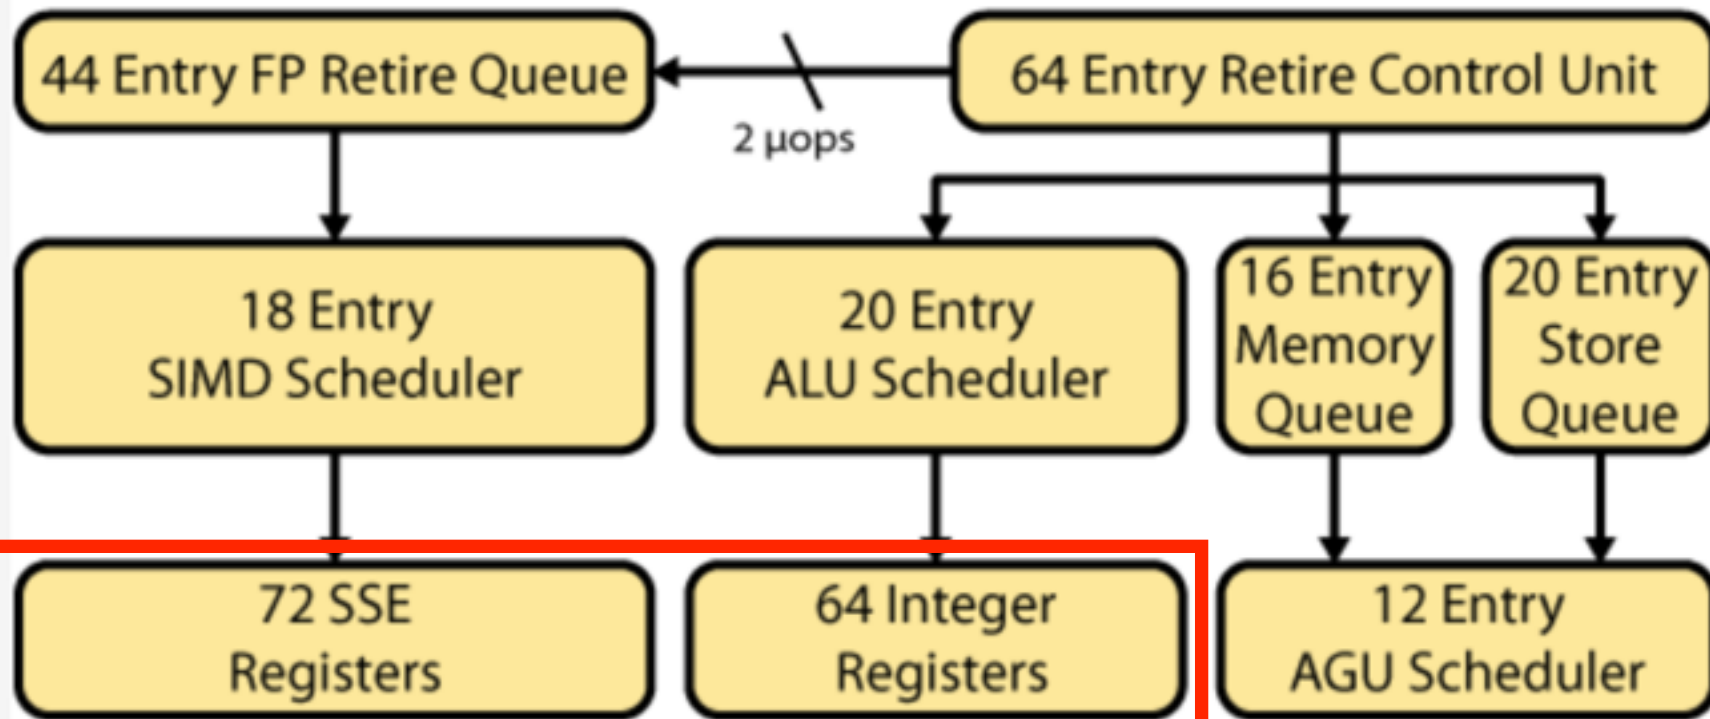 44 Entry FP Retire Queue
64 Entry Retire Control Unit
2 µops
18 Entry
SIMD Scheduler
20 Entry
ALU Scheduler
16 Entry
Memory
Queue
20 Entry
Store
Queue
72 SSE
Registers
64 Integer
Registers
12 Entry
AGU Scheduler